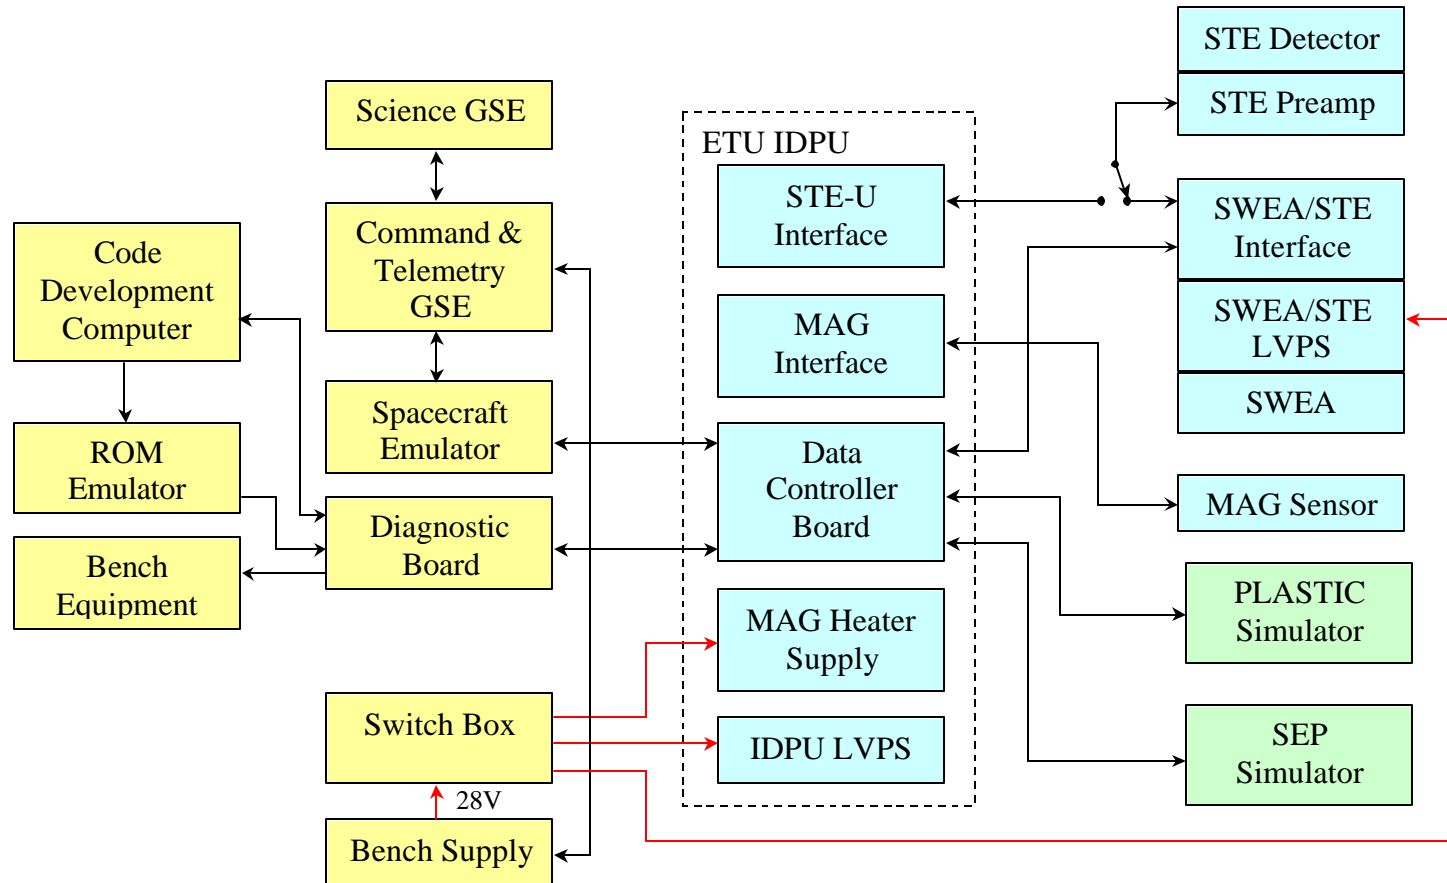 STE Detector
STE Preamp
Science GSE
ETU IDPU
STE-U
Interface
SWEA/STE
Interface
Command &
Telemetry
GSE
Code
Development
Computer
MAG
Interface
SWEA/STE
LVPS
SWEA
Spacecraft
Emulator
ROM
Emulator
Data
Controller
Board
MAG Sensor
Diagnostic
Board
Bench
Equipment
PLASTIC
Simulator
MAG Heater
Supply
Switch Box
IDPU LVPS
SEP
Simulator
28V
Bench Supply